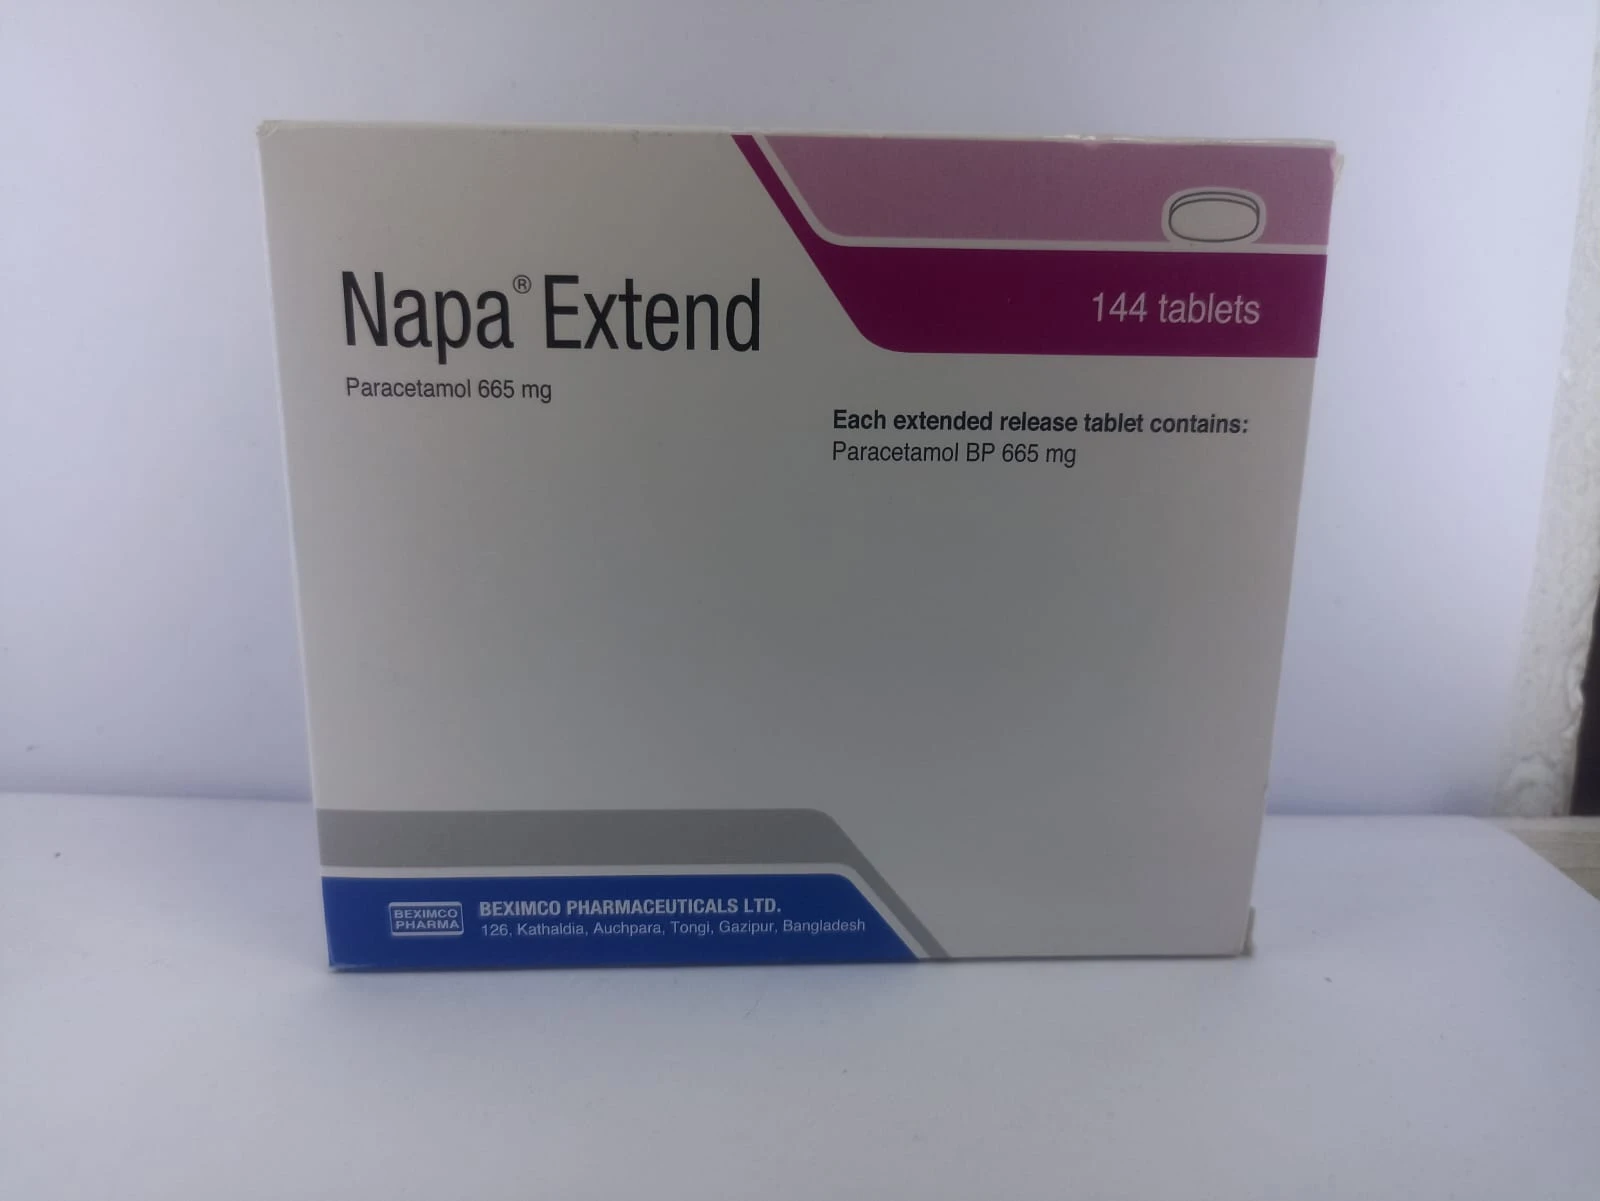 Napa® Extend
Paracetamol 665 mg
144 tablets
Each extended release tablet contains:
Paracetamol BP 665 mg
BEXIMCO
PHARMA
BEXIMCO PHARMACEUTICALS LTD.
126, Kathaldia, Auchpara, Tongi, Gazipur, Bangladesh